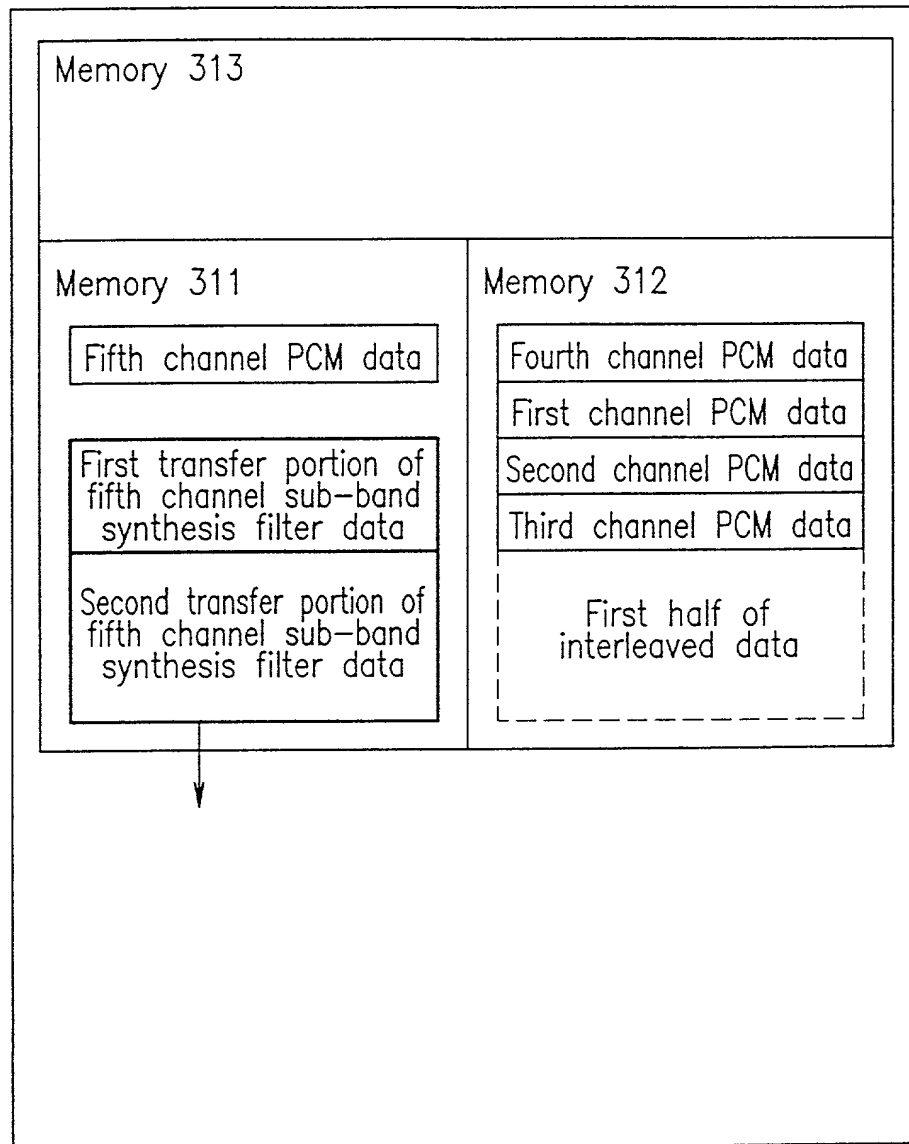 Memory 313
Memory 311
Fifth channel PCM data
First transfer portion of
fifth channel sub-band
synthesis filter data
Second transfer portion of
fifth channel sub-band
synthesis filter data
Memory 312
Fourth channel PCM data
First channel PCM data
Second channel PCM data
Third channel PCM data
First half of
interleaved data